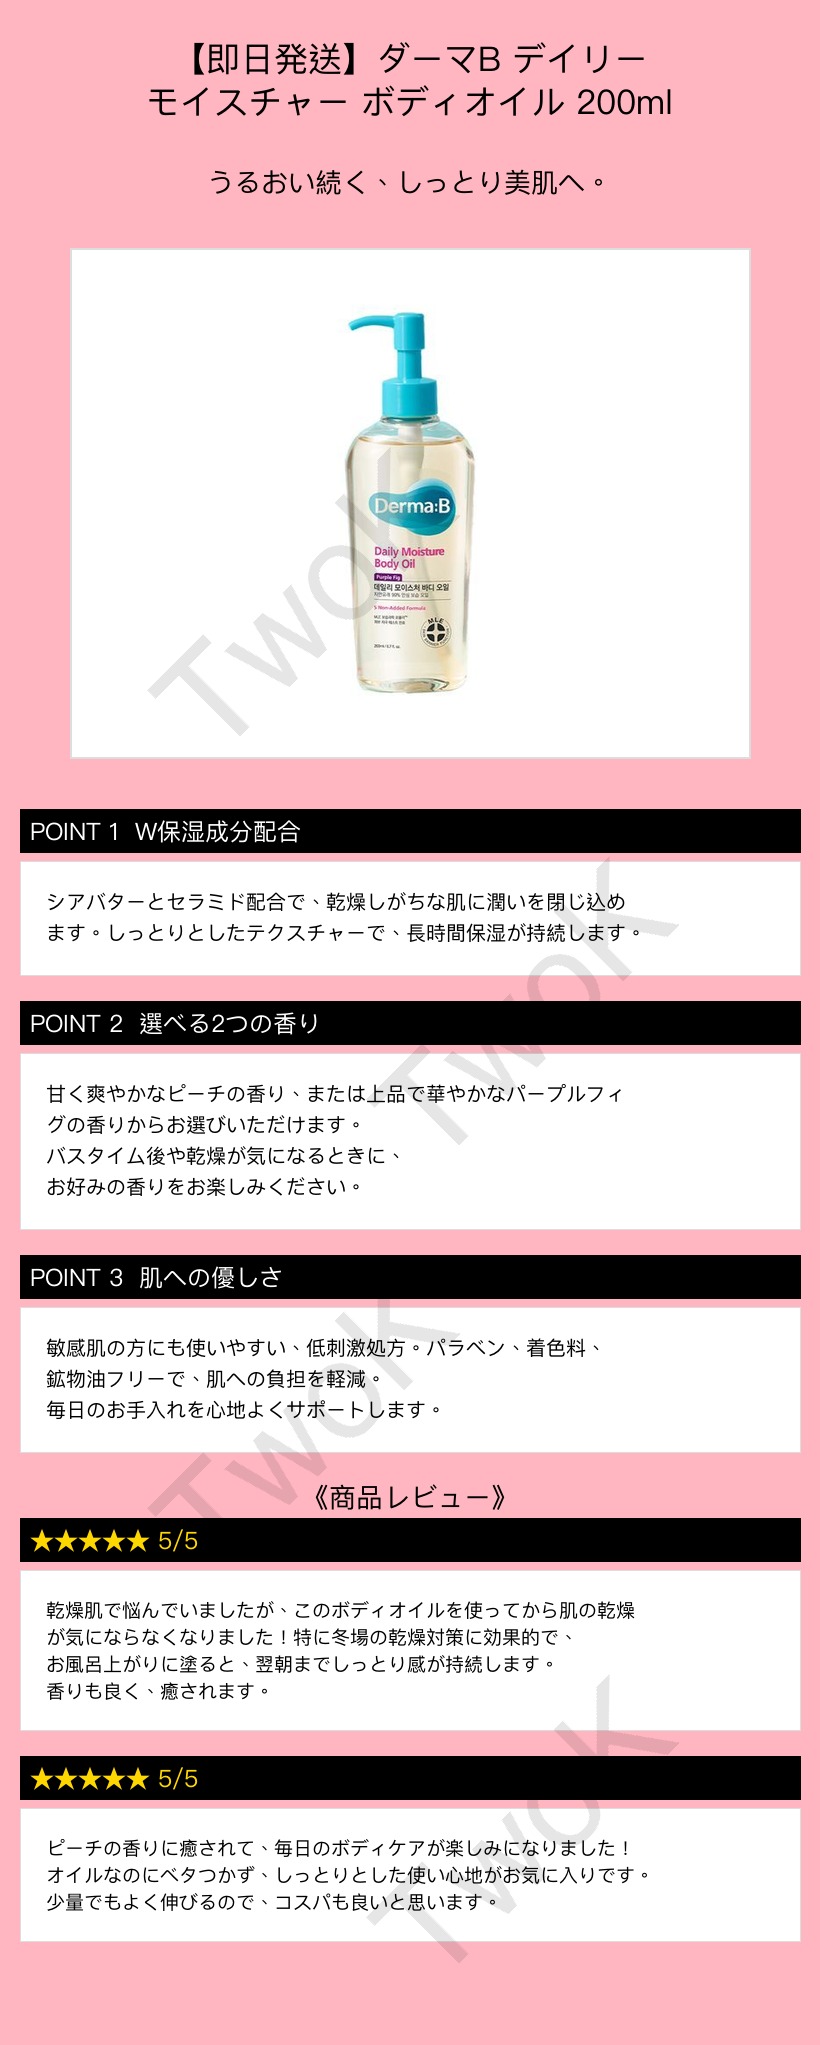 【即日発送】ダーマB デイリー
モイスチャー ボディオイル 200ml
うるおい続く、しっとり美肌へ。
Derma:B
Daily Moisture
Body Oil
Purple Fig
데일리 모이스처 바디 오일
5 Non-Added Formula
MLE
TwoK
POINT 1 W保湿成分配合
シアバターとセラミド配合で、乾燥しがちな肌に潤いを閉じ込め
ます。しっとりとしたテクスチャーで、長時間保湿が持続します。
TwoK
POINT 2 選べる2つの香り
甘く爽やかなピーチの香り、または上品で華やかなパープルフィ
グの香りからお選びいただけます。
バスタイム後や乾燥が気になるときに、
お好みの香りをお楽しみください。
POINT 3 肌への優しさ
敏感肌の方にも使いやすい、低刺激処方。パラベン、着色料、
鉱物油フリーで、肌への負担を軽減。
毎日のお手入れを心地よくサポートします。
TwoK
《商品レビュー》
★★★★★ 5/5
乾燥肌で悩んでいましたが、このボディオイルを使ってから肌の乾燥
が気にならなくなりました！特に冬場の乾燥対策に効果的で、
お風呂上がりに塗ると、翌朝までしっとり感が持続します。
香りも良く、癒されます。
★★★★★ 5/5
ピーチの香りに癒されて、毎日のボディケアが楽しみになりました！
オイルなのにベタつかず、しっとりとした使い心地がお気に入りです。
少量でもよく伸びるので、コスパも良いと思います。
TwoK